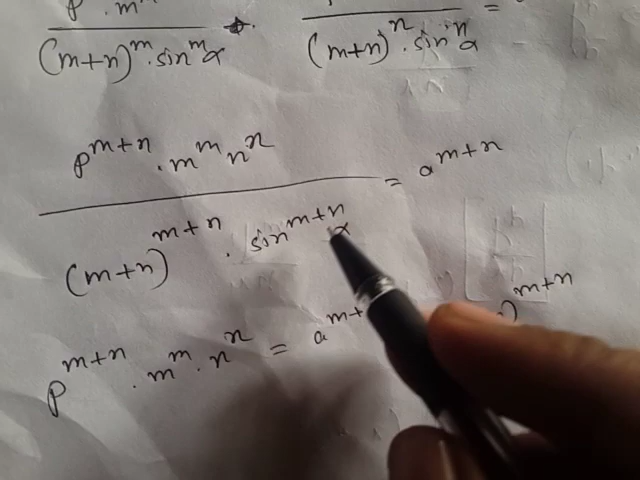 p · m^m / (m+n)^m · sin^m α · / (m+n)^n · sin^n α =
p^{m+n} · m^m n^n / (m+n)^{m+n} · sin^{m+n} α = a^{m+n}
p^{m+n} · m^m · n^n = a^{m+ )^{m+n}